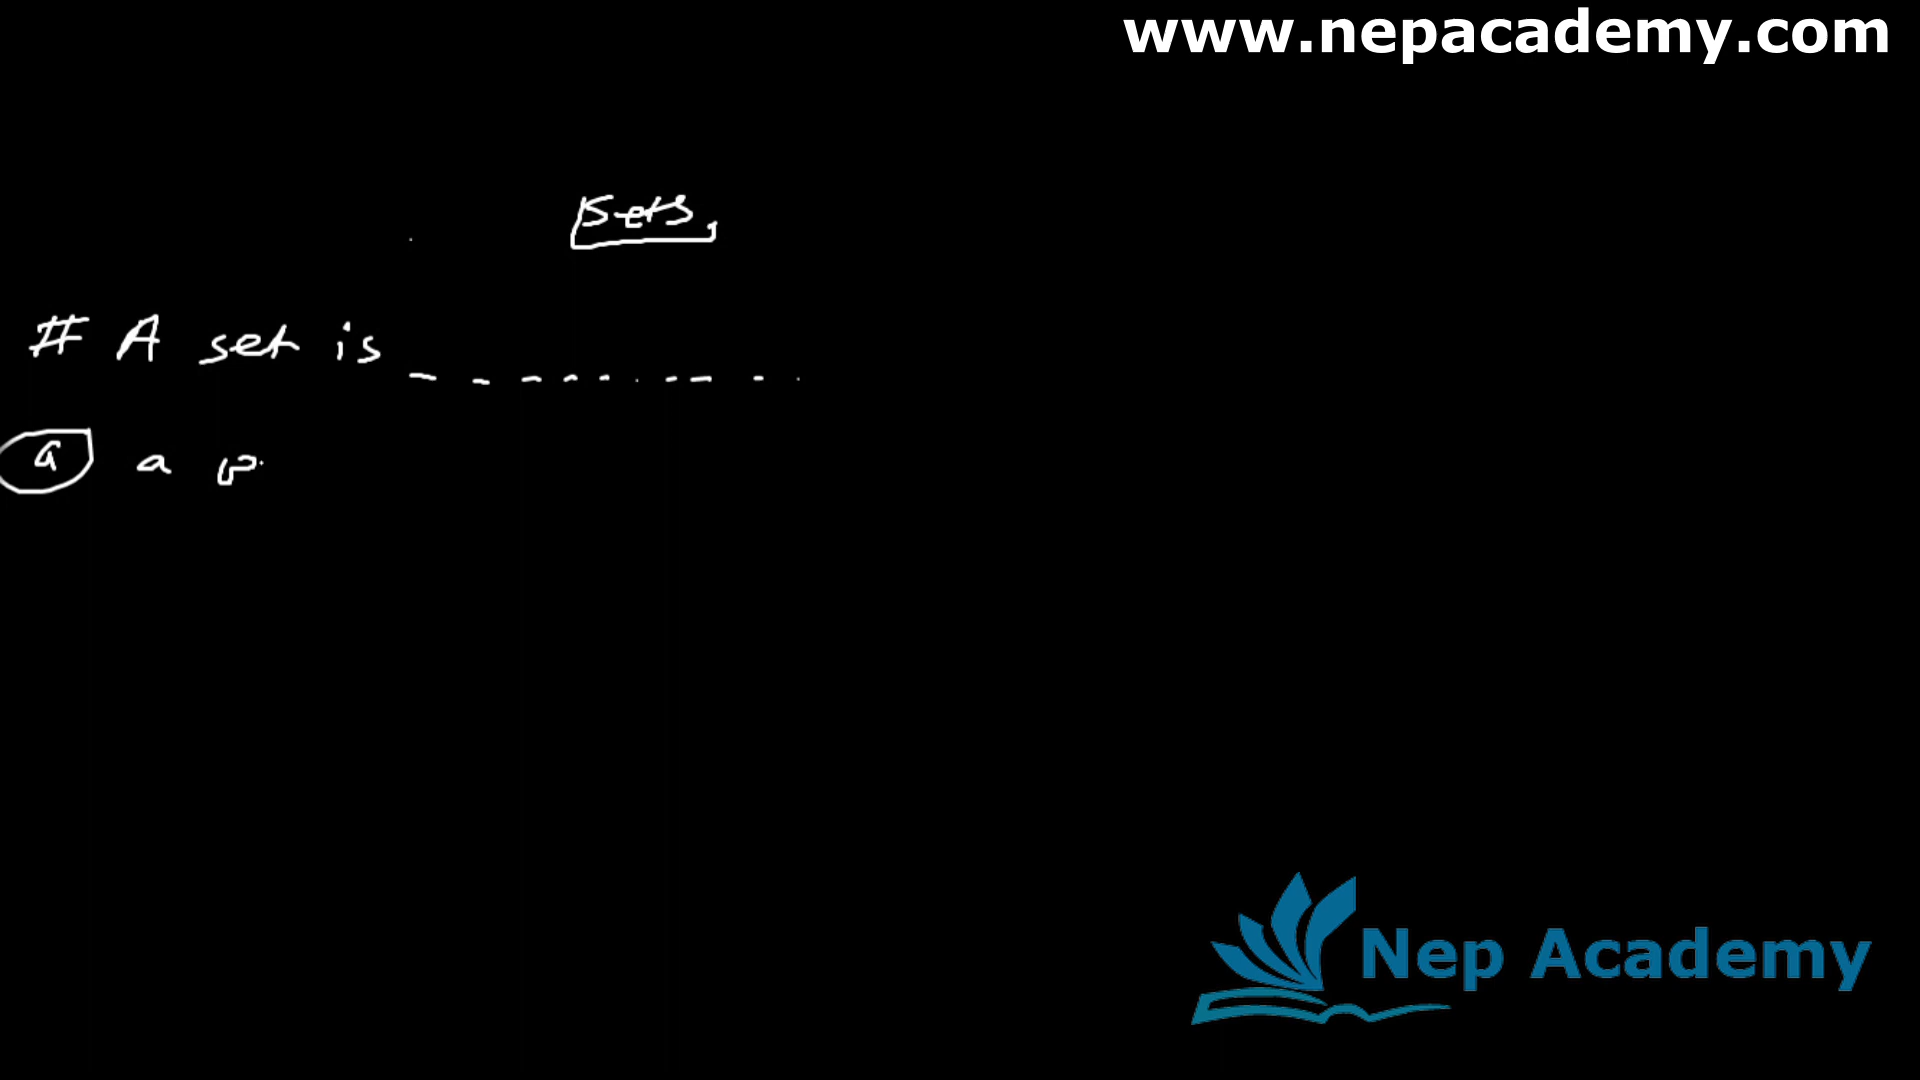 www.nepacademy.com
Sets
# A set is - - - - - - - - -
a a
Nep Academy